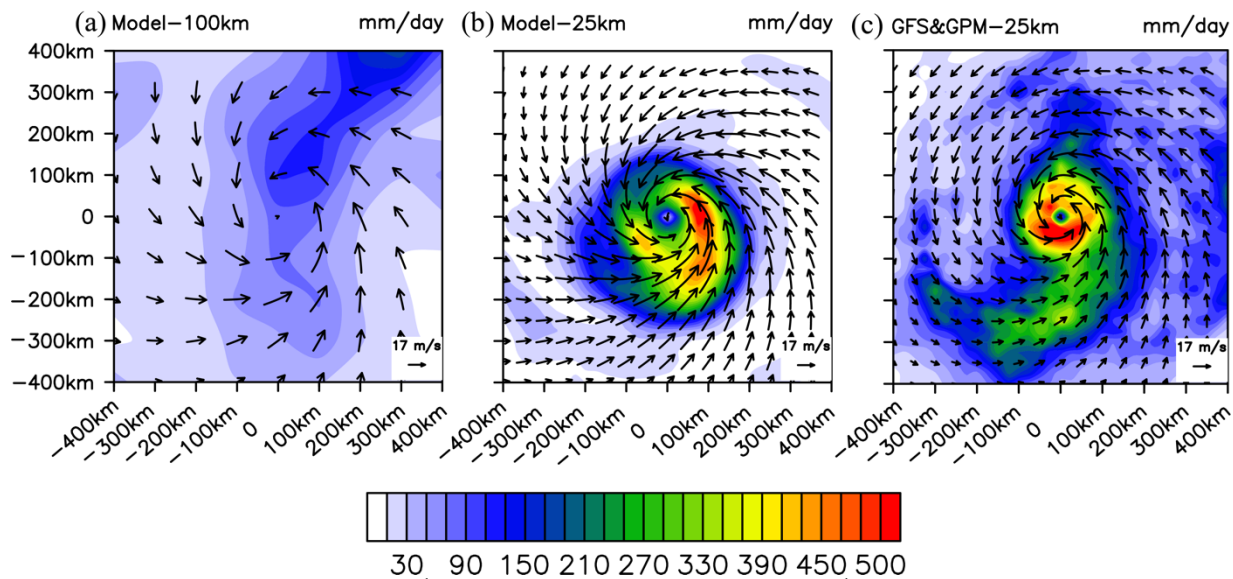 (a) Model-100km mm/day
(b) Model-25km mm/day
(c) GFS&GPM-25km mm/day
400km
300km
200km
100km
0
-100km
-200km
-300km
-400km
17 m/s
17 m/s
17 m/s
-400km -300km -200km -100km 0 100km 200km 300km 400km
-400km -300km -200km -100km 0 100km 200km 300km 400km
-400km -300km -200km -100km 0 100km 200km 300km 400km
30 90 150 210 270 330 390 450 500